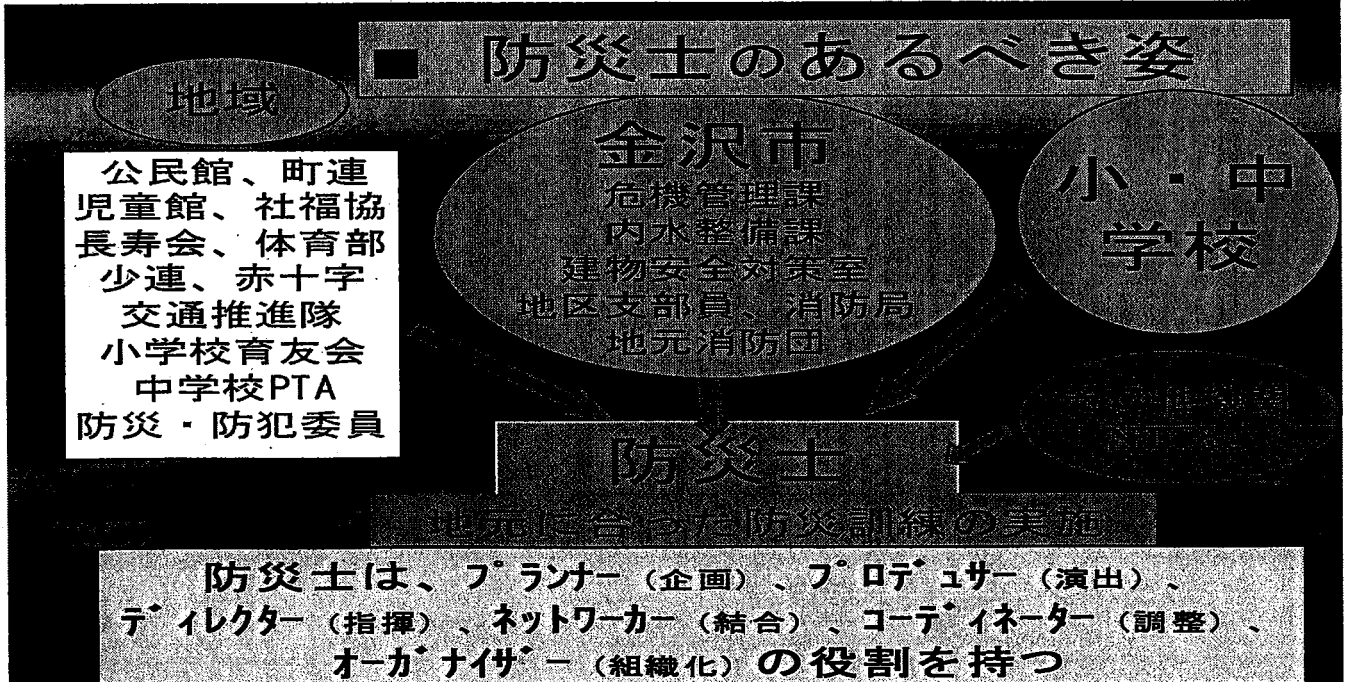 ■ 防災士のあるべき姿
地域
公民館、町連
児童館、社福協
長寿会、体育部
少連、赤十字
交通推進隊
小学校育友会
中学校PTA
防災・防犯委員
金沢市
危機管理課
内水整備課
建物安全対策室
地区支部員、消防局
地元消防団
小・中
学校
防災士
地元に合った防災訓練の実施
防災士は、プランナー（企画）、プロデュサー（演出）、
ディレクター（指揮）、ネットワーカー（結合）、コーディネーター（調整）、
オーガナイザー（組織化）の役割を持つ